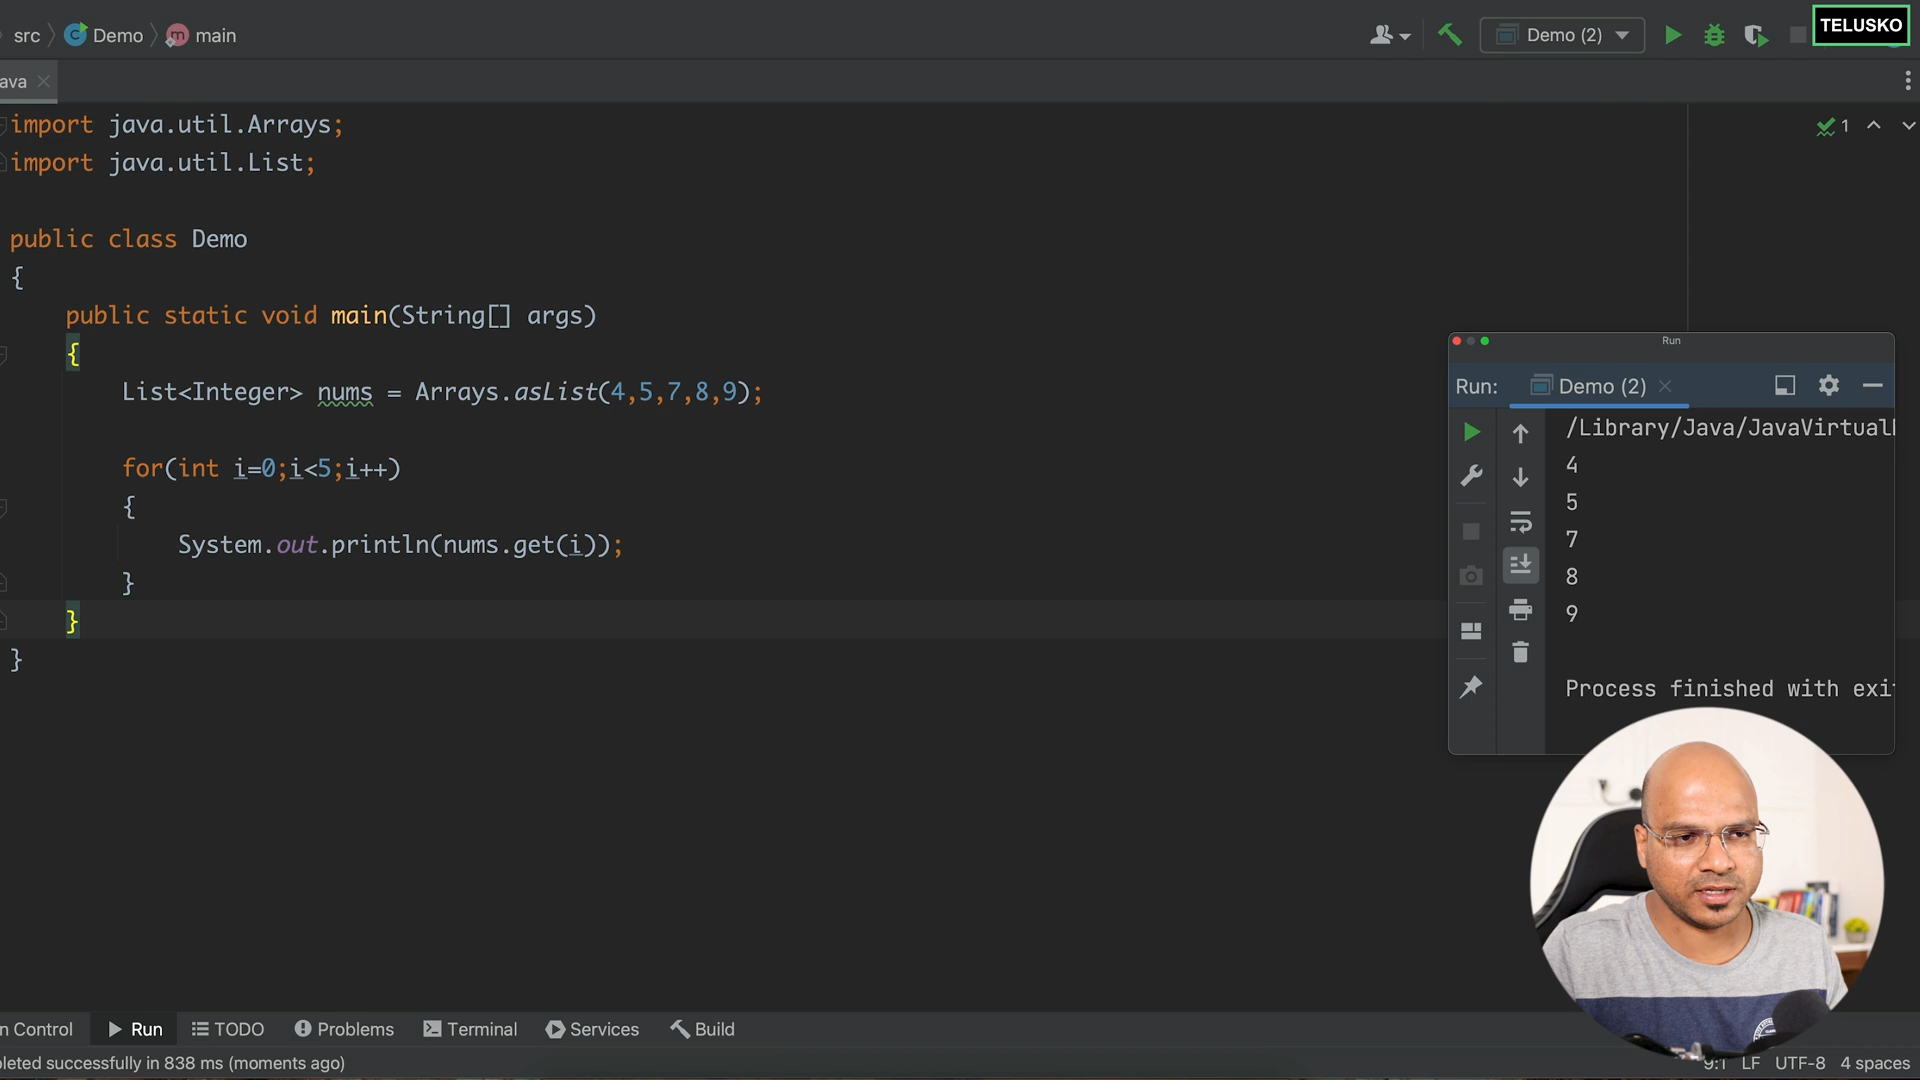 src Demo main
Demo (2)
TELUSKO
ava
import java.util.Arrays;
1
import java.util.List;
public class Demo
{
public static void main(String[] args)
{
List<Integer> nums = Arrays.asList(4,5,7,8,9);
for(int i=0;i<5;i++)
{
System.out.println(nums.get(i));
}
}
}
Run
Run: Demo (2)
/Library/Java/JavaVirtual
4
5
7
8
9
Process finished with exi
n Control Run TODO Problems Terminal Services Build
leted successfully in 838 ms (moments ago)
9:1 LF UTF-8 4 spaces